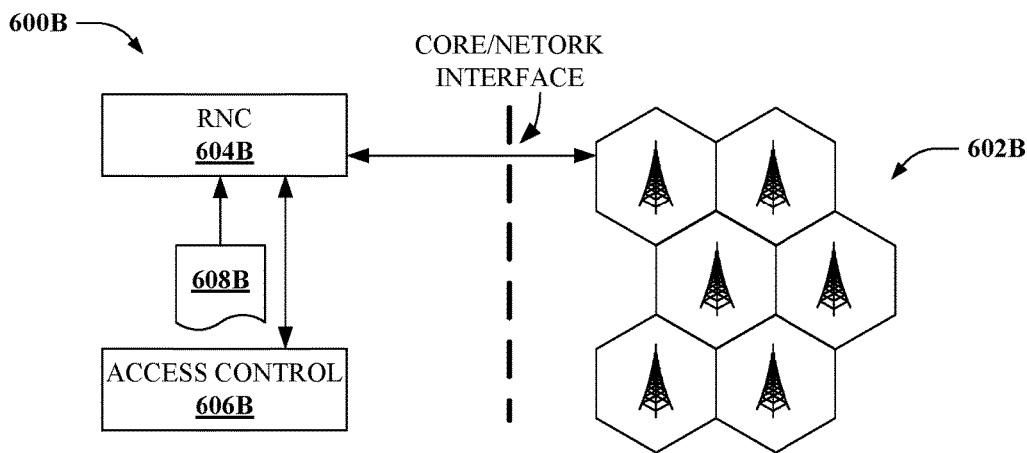 600B
CORE/NETORK
INTERFACE
RNC
604B
602B
608B
ACCESS CONTROL
606B